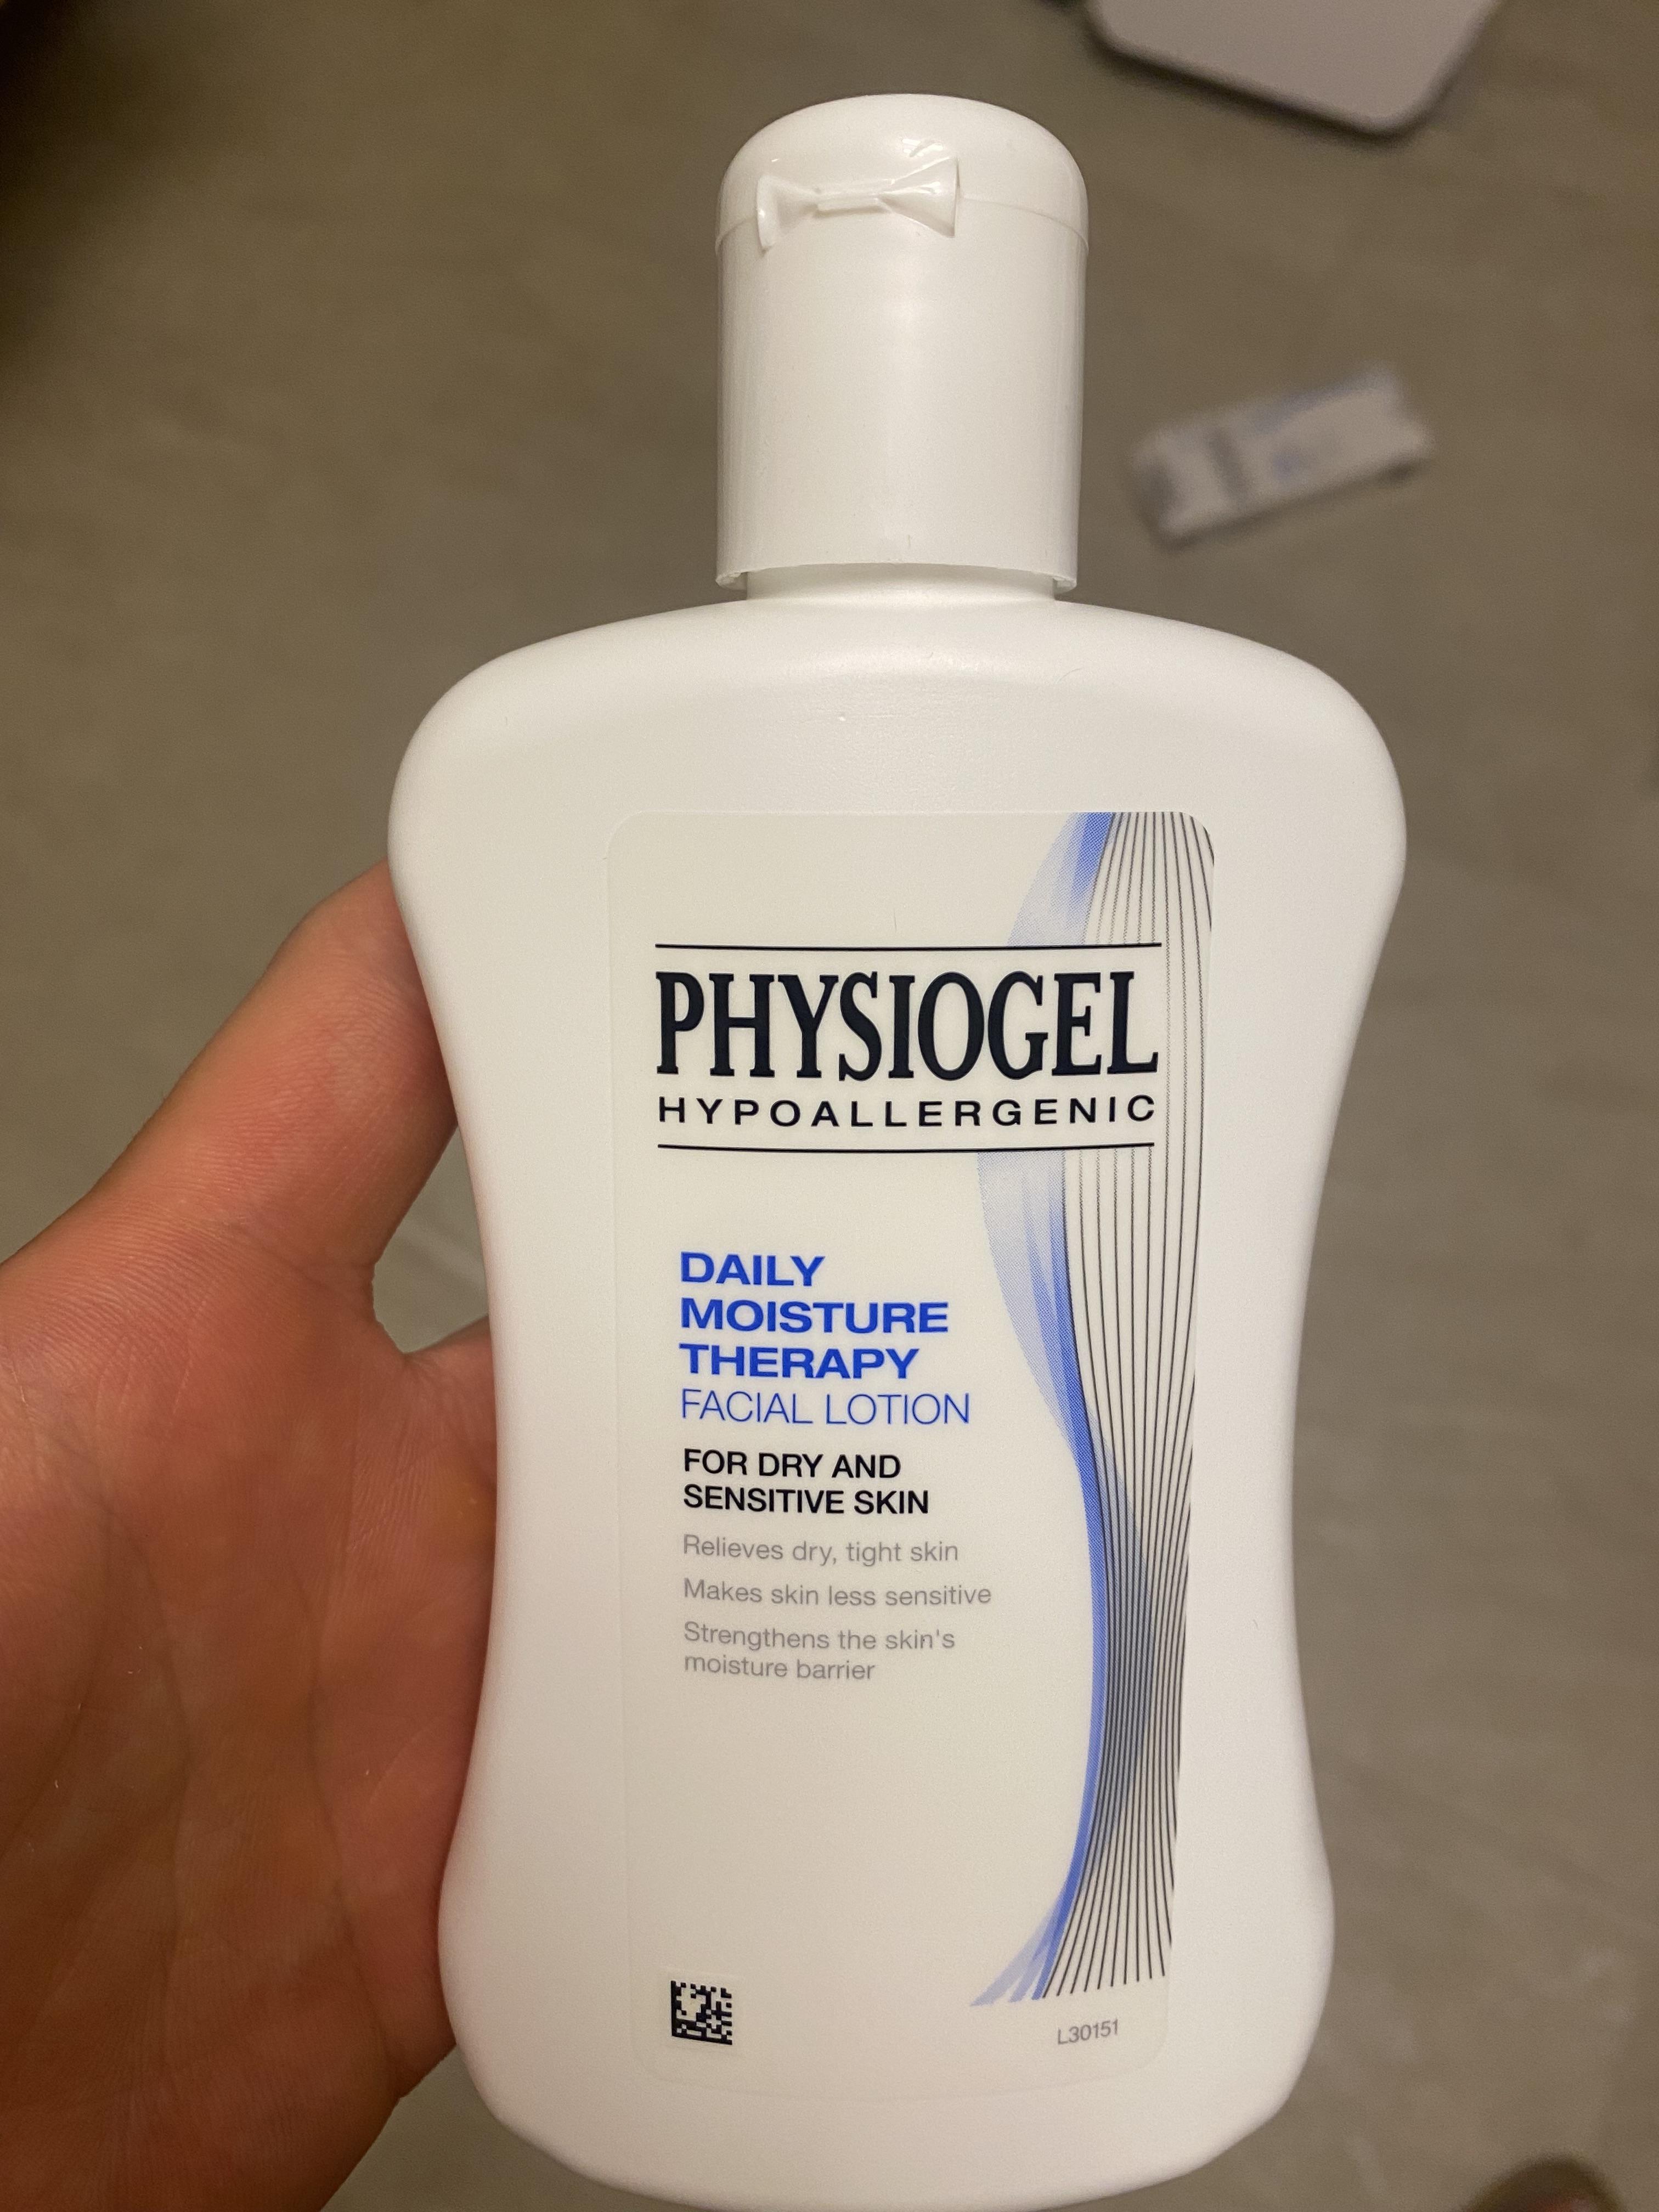 PHYSIOGEL
HYPOALLERGENIC
DAILY
MOISTURE
THERAPY
FACIAL LOTION
FOR DRY AND
SENSITIVE SKIN
Relieves dry, tight skin
Makes skin less sensitive
Strengthens the skin's
moisture barrier
L30151